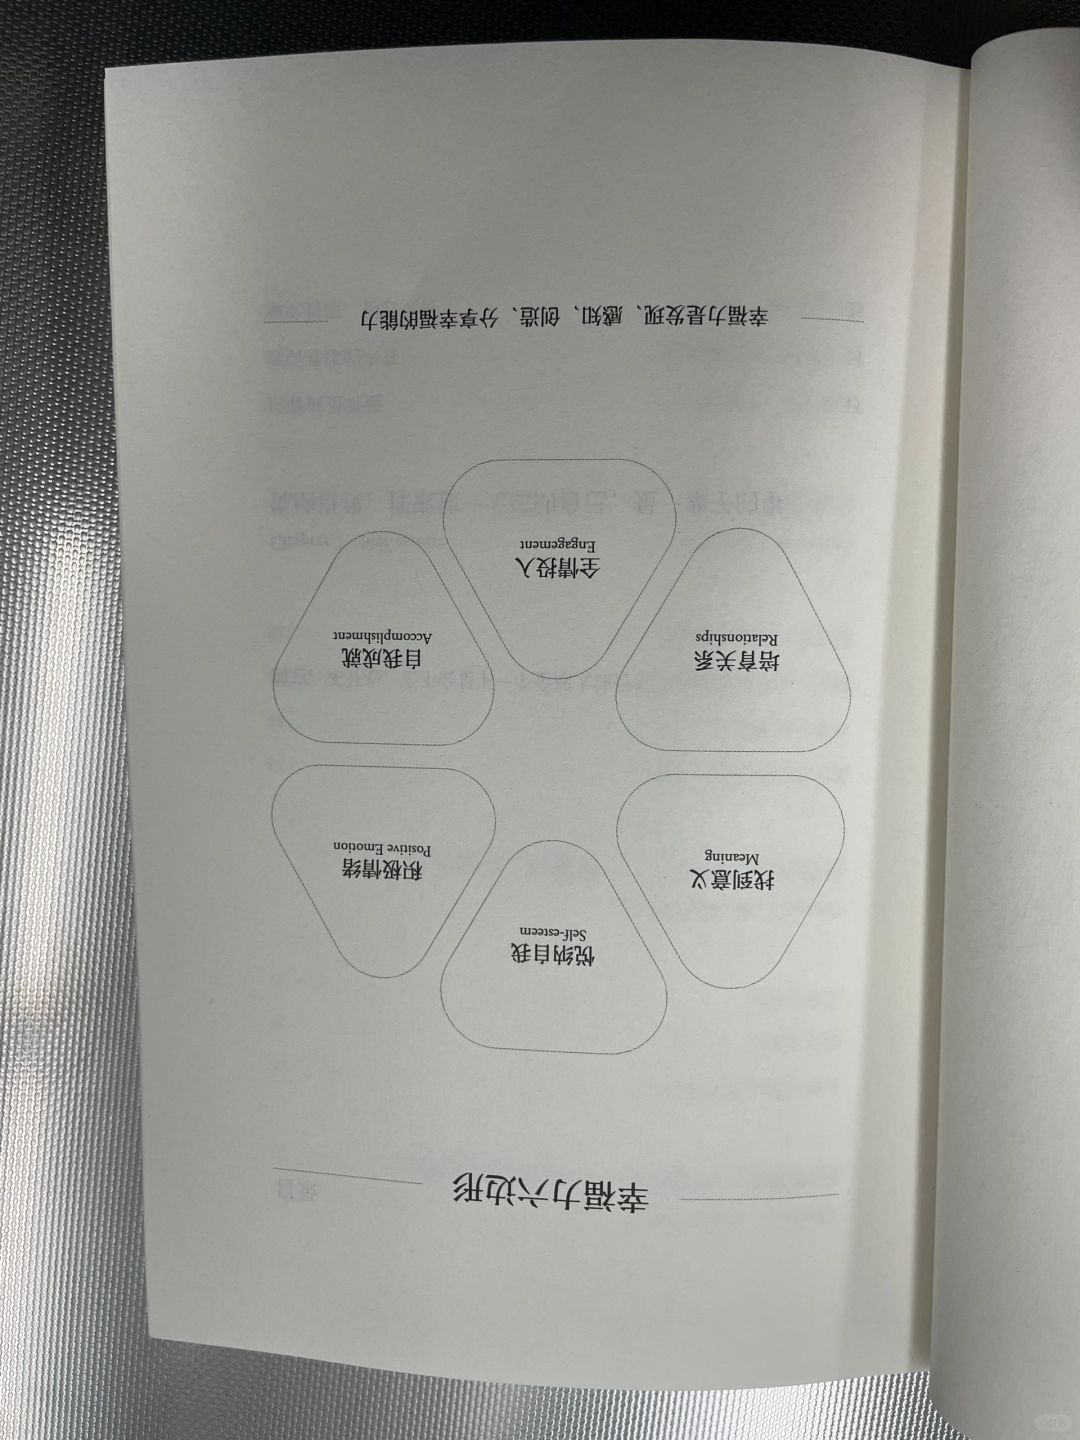 幸福力六边形
悦纳自我
Self-esteem
找到意义
Meaning
积极情绪
Positive Emotion
培育关系
Relationships
自我成就
Accomplishment
全情投入
Engagement
幸福力是发现、感知、创造、分享幸福的能力